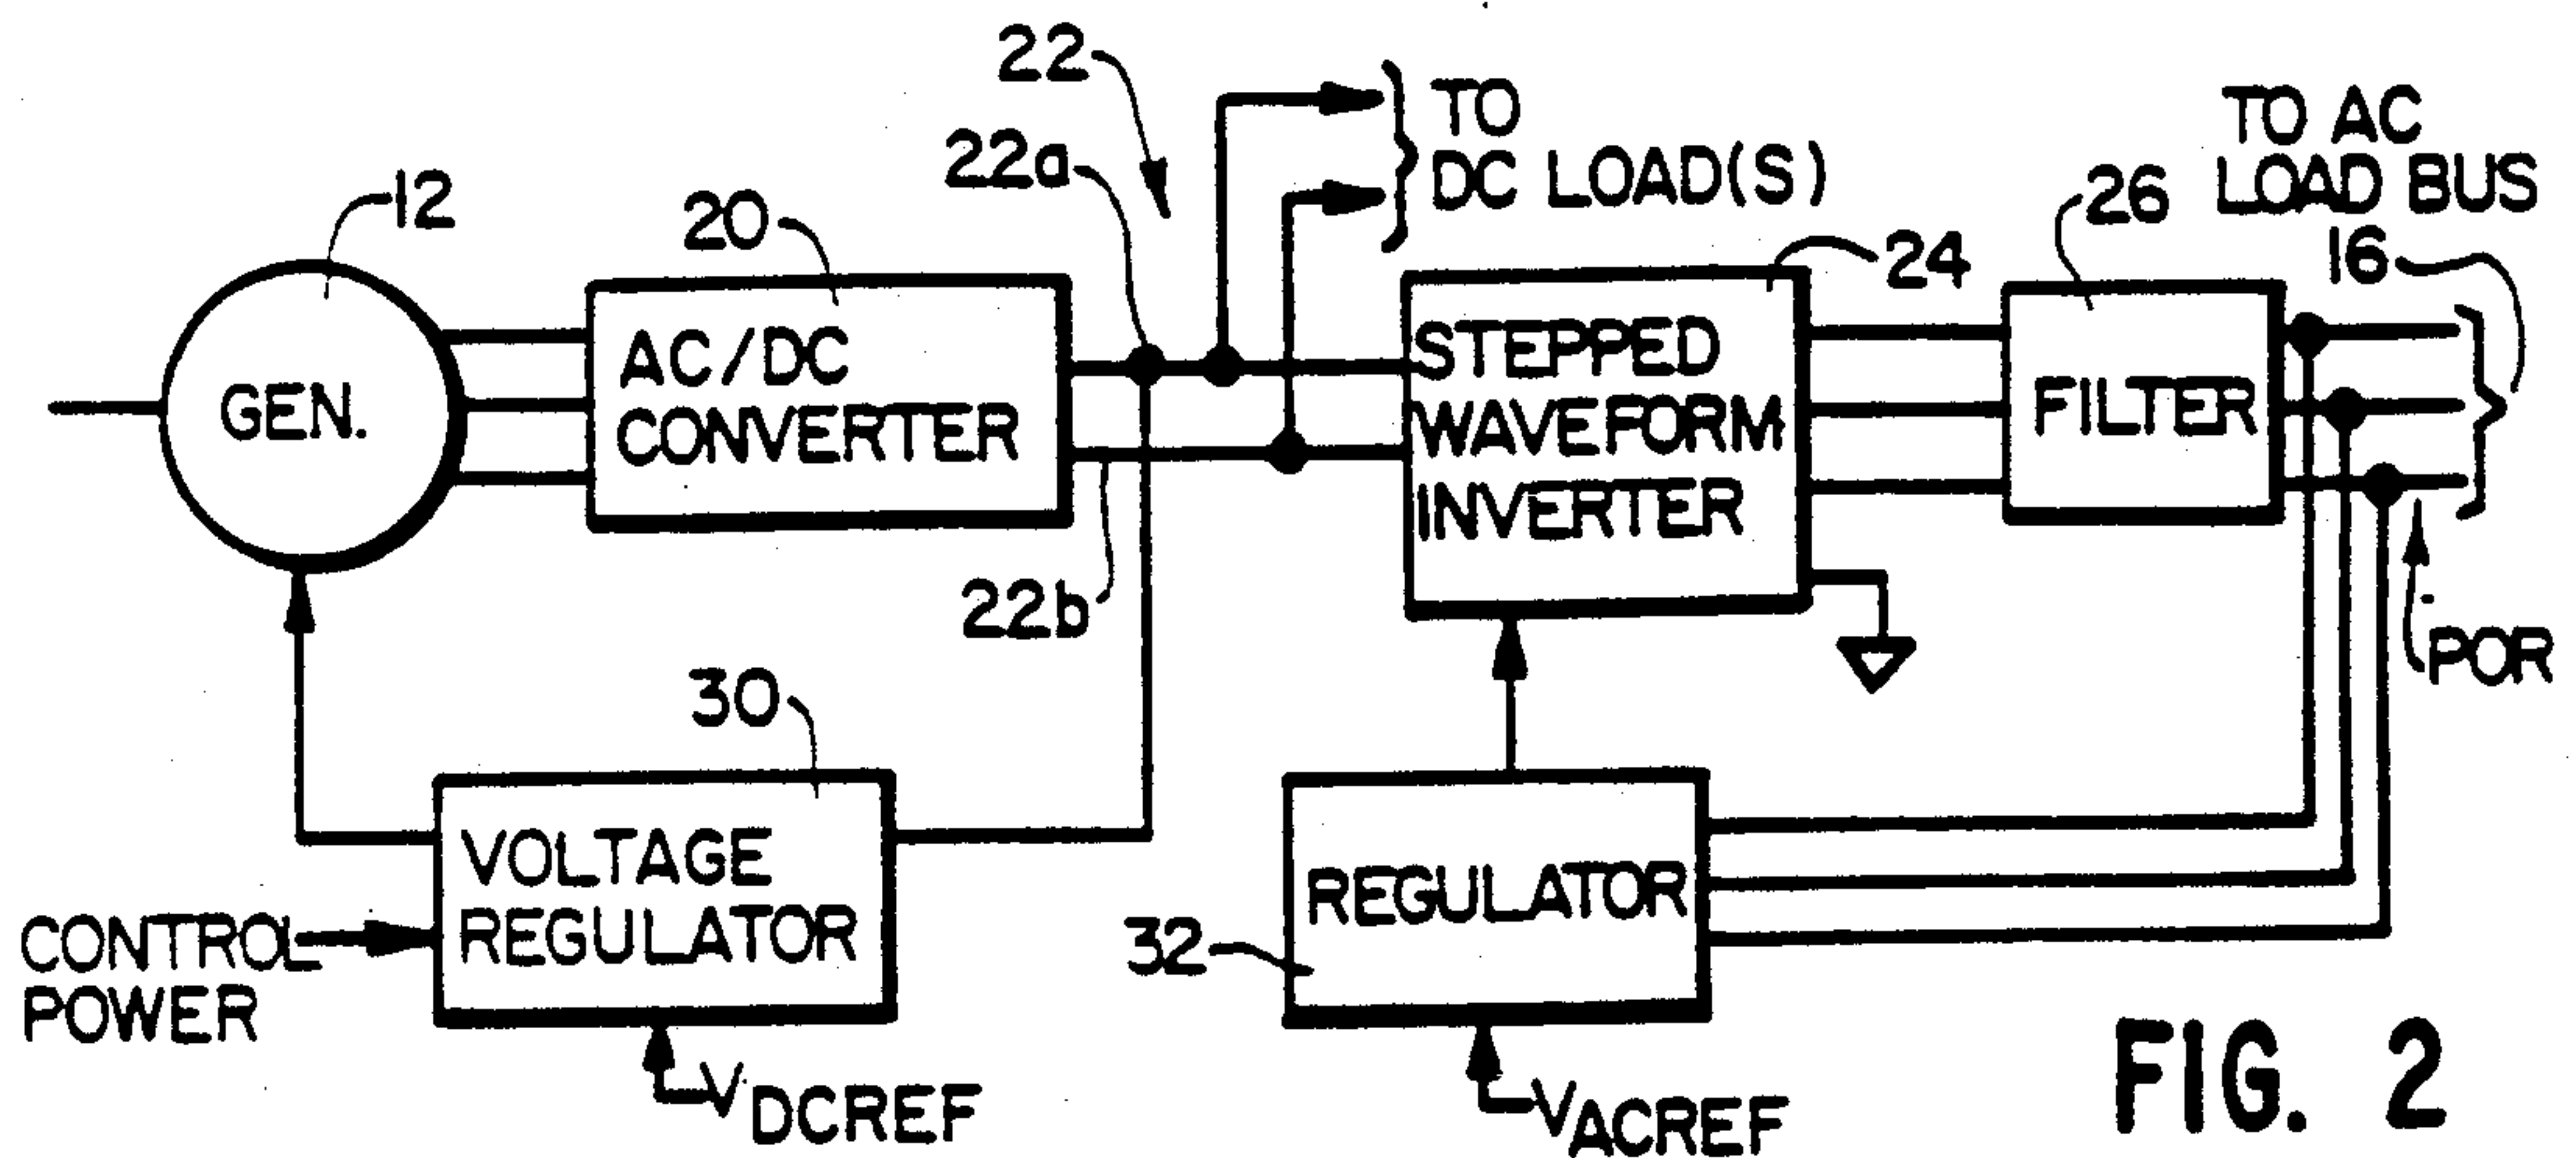 22
22a
TO
DC LOAD(S)
TO AC
LOAD BUS
16
12
20
24
26
GEN.
AC/DC
CONVERTER
STEPPED
WAVEFORM
INVERTER
FILTER
22b
POR
30
VOLTAGE
REGULATOR
REGULATOR
32
CONTROL
POWER
VDCREF
VACREF
FIG. 2